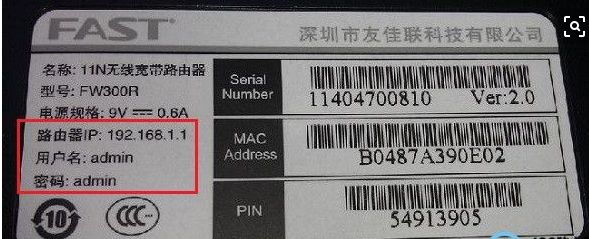 FAST
深圳市友佳联科技有限公司
名称: 11N无线宽带路由器
型号: FW300R
电源规格: 9V ⎓ 0.6A
路由器IP: 192.168.1.1
用户名: admin
密码: admin
10
CCC
Serial Number
11404700810 Ver:2.0
MAC Address
B0487A390E02
PIN
54913905